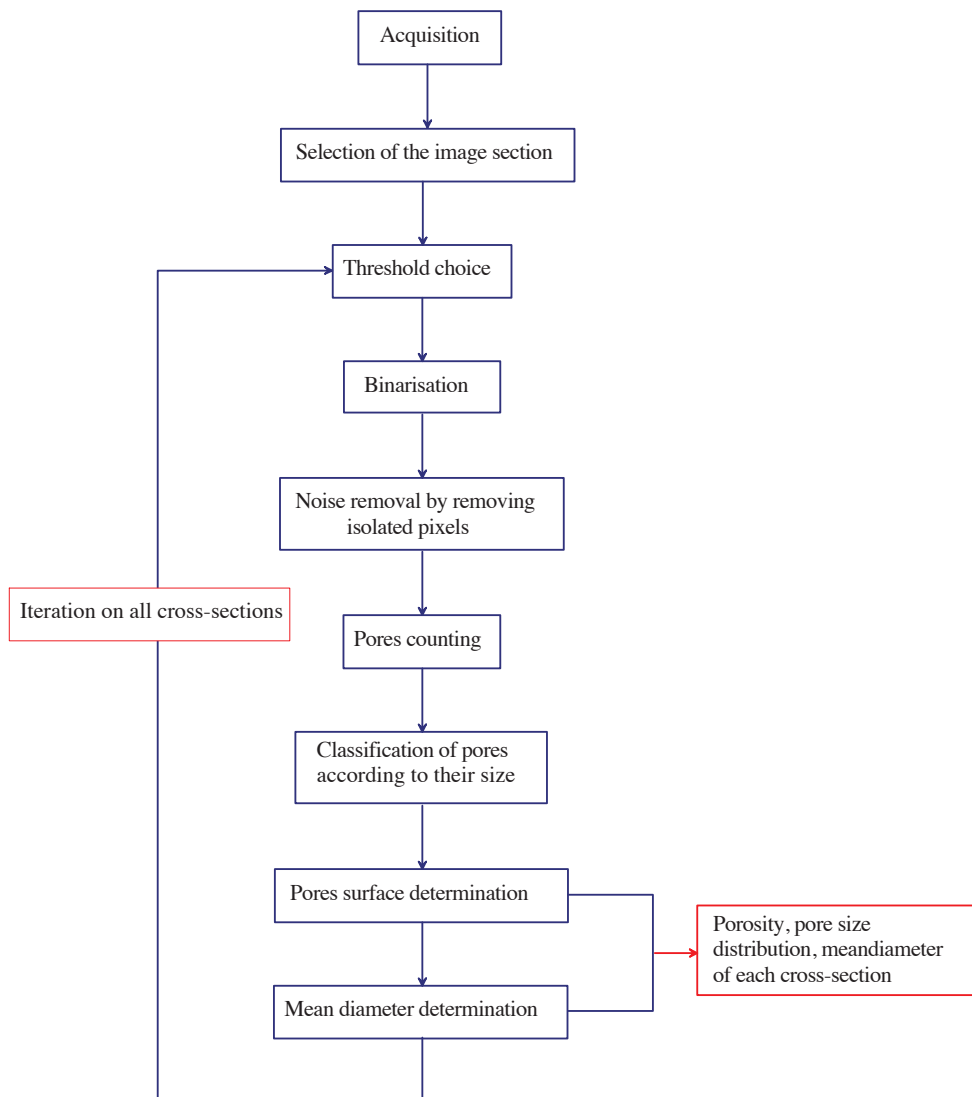 Acquisition
Selection of the image section
Threshold choice
Binarisation
Noise removal by removing
isolated pixels
Iteration on all cross-sections
Pores counting
Classification of pores
according to their size
Pores surface determination
Porosity, pore size
distribution, meandiameter
of each cross-section
Mean diameter determination